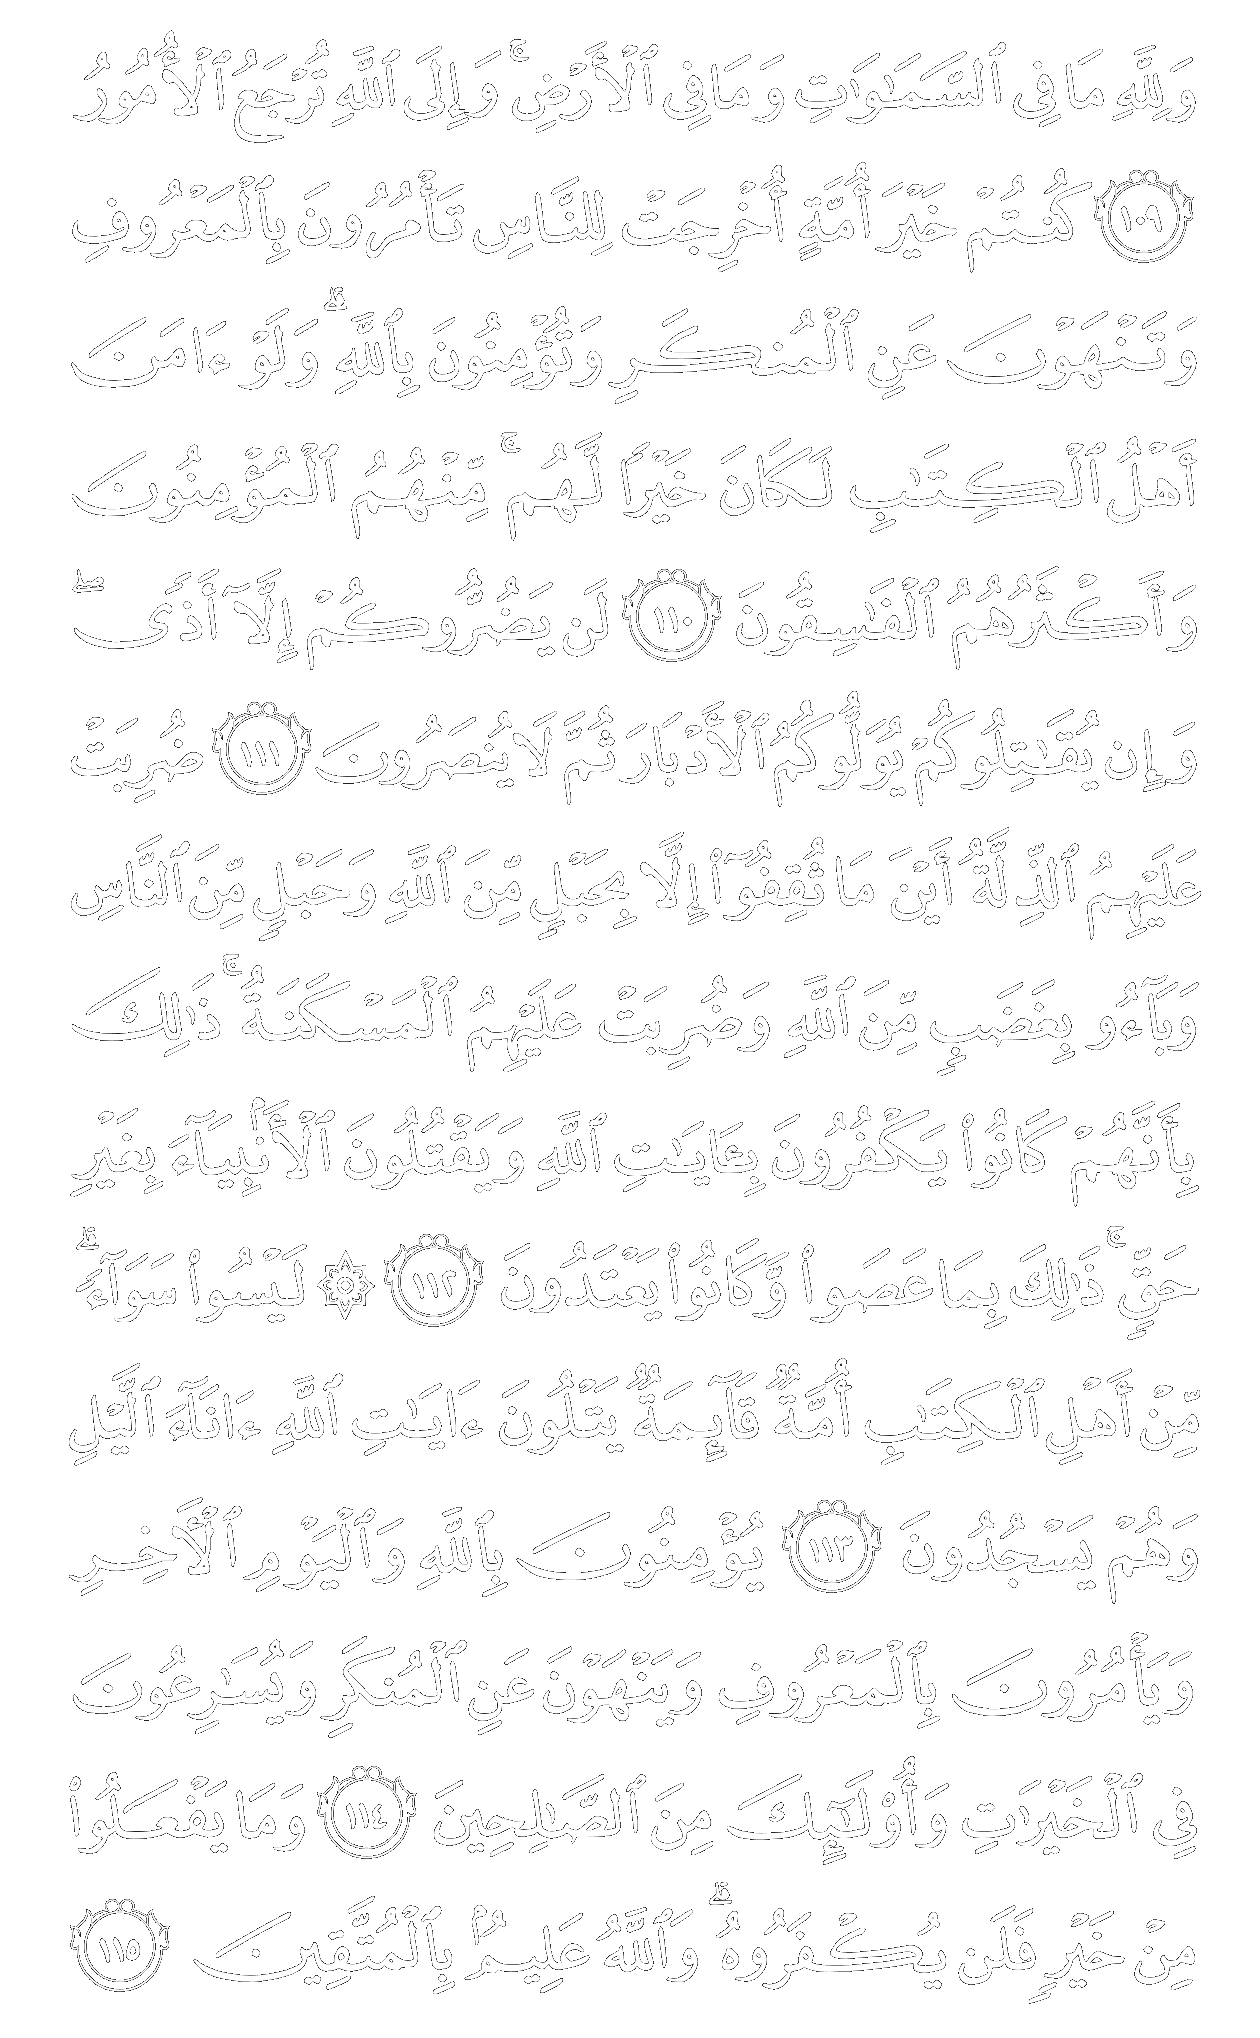 وَلِلَّهِ مَا فِى ٱلسَّمَـٰوَٰتِ وَمَا فِى ٱلْأَرْضِ ۚ وَإِلَى ٱللَّهِ تُرْجَعُ ٱلْأُمُورُ
١٠٩ كُنتُمْ خَيْرَ أُمَّةٍ أُخْرِجَتْ لِلنَّاسِ تَأْمُرُونَ بِٱلْمَعْرُوفِ
وَتَنْهَوْنَ عَنِ ٱلْمُنكَرِ وَتُؤْمِنُونَ بِٱللَّهِ ۗ وَلَوْ ءَامَنَ
أَهْلُ ٱلْكِتَـٰبِ لَكَانَ خَيْرًا لَّهُم ۚ مِّنْهُمُ ٱلْمُؤْمِنُونَ
وَأَكْثَرُهُمُ ٱلْفَـٰسِقُونَ ١١٠ لَن يَضُرُّوكُمْ إِلَّآ أَذًى ۖ
وَإِن يُقَـٰتِلُوكُمْ يُوَلُّوكُمُ ٱلْأَدْبَارَ ثُمَّ لَا يُنصَرُونَ ١١١ ضُرِبَتْ
عَلَيْهِمُ ٱلذِّلَّةُ أَيْنَ مَا ثُقِفُوٓا۟ إِلَّا بِحَبْلٍ مِّنَ ٱللَّهِ وَحَبْلٍ مِّنَ ٱلنَّاسِ
وَبَآءُو بِغَضَبٍ مِّنَ ٱللَّهِ وَضُرِبَتْ عَلَيْهِمُ ٱلْمَسْكَنَةُ ۚ ذَٰلِكَ
بِأَنَّهُمْ كَانُوا۟ يَكْفُرُونَ بِـَٔايَـٰتِ ٱللَّهِ وَيَقْتُلُونَ ٱلْأَنۢبِيَآءَ بِغَيْرِ
حَقٍّ ۚ ذَٰلِكَ بِمَا عَصَوا۟ وَّكَانُوا۟ يَعْتَدُونَ ١١٢ ۞ لَيْسُوا۟ سَوَآءً ۗ
مِّنْ أَهْلِ ٱلْكِتَـٰبِ أُمَّةٌ قَآئِمَةٌ يَتْلُونَ ءَايَـٰتِ ٱللَّهِ ءَانَآءَ ٱلَّيْلِ
وَهُمْ يَسْجُدُونَ ١١٣ يُؤْمِنُونَ بِٱللَّهِ وَٱلْيَوْمِ ٱلْأَخِرِ
وَيَأْمُرُونَ بِٱلْمَعْرُوفِ وَيَنْهَوْنَ عَنِ ٱلْمُنكَرِ وَيُسَـٰرِعُونَ
فِى ٱلْخَيْرَٰتِ وَأُو۟لَـٰٓئِكَ مِنَ ٱلصَّـٰلِحِينَ ١١٤ وَمَا يَفْعَلُوا۟
مِنْ خَيْرٍ فَلَن يُكْفَرُوهُ ۗ وَٱللَّهُ عَلِيمٌۢ بِٱلْمُتَّقِينَ ١١٥